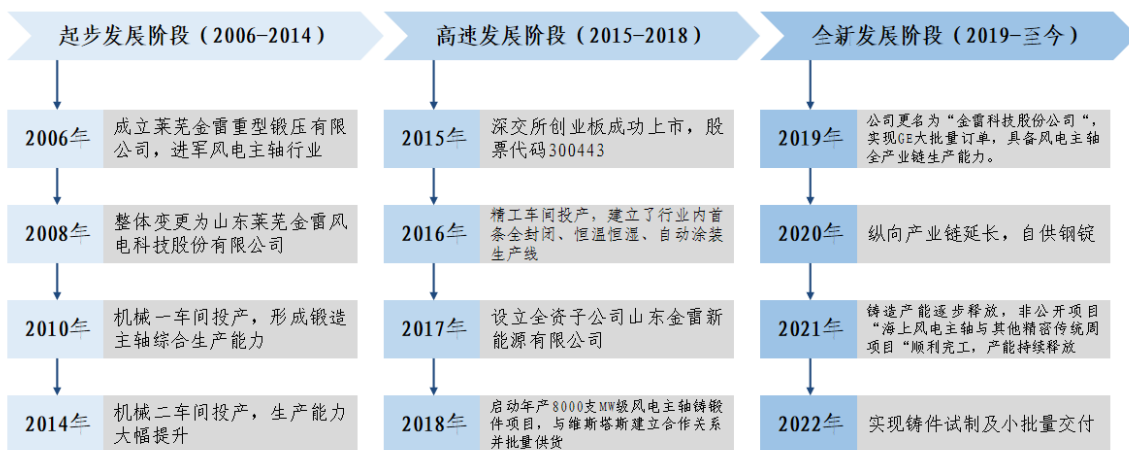 起步发展阶段（2006-2014）
2006年
成立莱芜金雷重型锻压有限
公司，进军风电主轴行业
2008年
整体变更为山东莱芜金雷风
电科技股份有限公司
2010年
机械一车间投产，形成锻造
主轴综合生产能力
2014年
机械二车间投产，生产能力
大幅提升
高速发展阶段（2015-2018）
2015年
深交所创业板成功上市，股
票代码300443
2016年
精工车间投产，建立了行业内首
条全封闭、恒温恒湿、自动涂装
生产线
2017年
设立全资子公司山东金雷新
能源有限公司
2018年
启动年产8000支MW级风电主轴铸锻
件项目，与维斯塔斯建立合作关系
并批量供货
全新发展阶段（2019-至今）
2019年
公司更名为“金雷科技股份公司“，
实现GE大批量订单，具备风电主轴
全产业链生产能力。
2020年
纵向产业链延长，自供钢锭
2021年
铸造产能逐步释放，非公开项目
“海上风电主轴与其他精密传统周
项目“顺利完工，产能持续释放
2022年
实现铸件试制及小批量交付